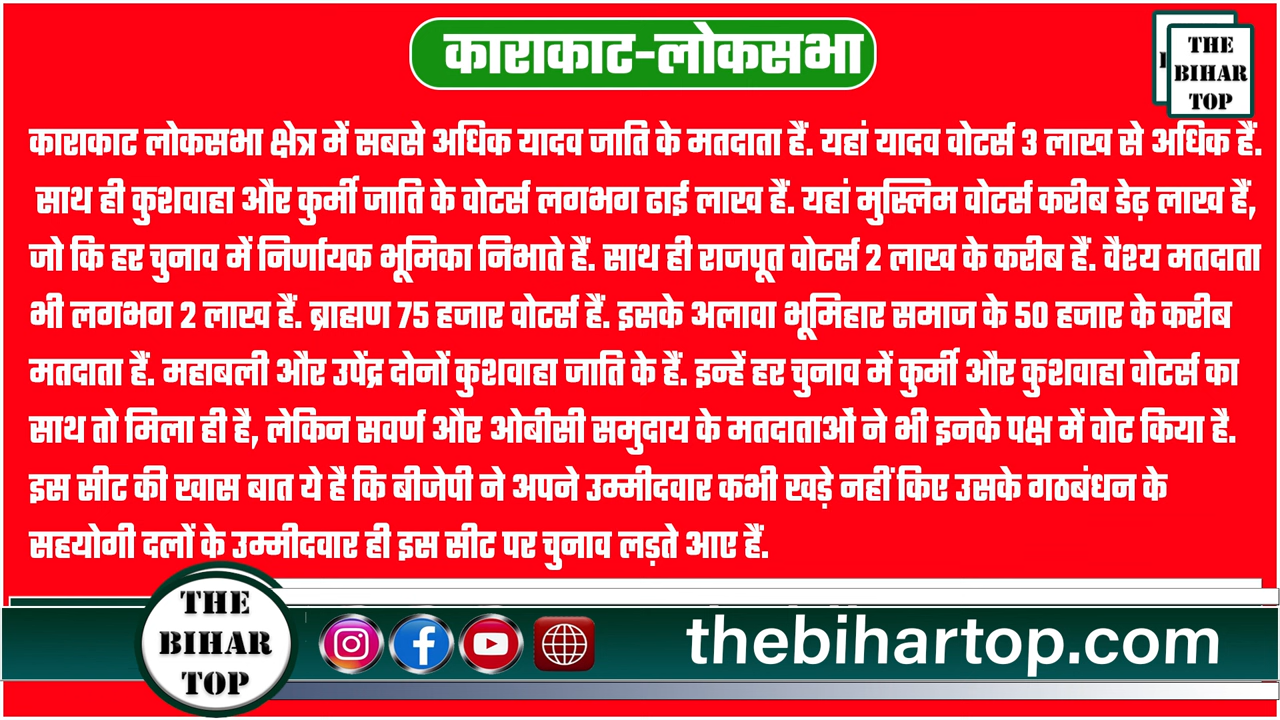 काराकाट-लोकसभा
THE
BIHAR
TOP
काराकाट लोकसभा क्षेत्र में सबसे अधिक यादव जाति के मतदाता हैं. यहां यादव वोटर्स 3 लाख से अधिक हैं.
साथ ही कुशवाहा और कुर्मी जाति के वोटर्स लगभग ढाई लाख हैं. यहां मुस्लिम वोटर्स करीब डेढ़ लाख हैं,
जो कि हर चुनाव में निर्णायक भूमिका निभाते हैं. साथ ही राजपूत वोटर्स 2 लाख के करीब हैं. वैश्य मतदाता
भी लगभग 2 लाख हैं. ब्राह्मण 75 हजार वोटर्स हैं. इसके अलावा भूमिहार समाज के 50 हजार के करीब
मतदाता हैं. महाबली और उपेंद्र दोनों कुशवाहा जाति के हैं. इन्हें हर चुनाव में कुर्मी और कुशवाहा वोटर्स का
साथ तो मिला ही है, लेकिन सवर्ण और ओबीसी समुदाय के मतदाताओं ने भी इनके पक्ष में वोट किया है.
इस सीट की खास बात ये है कि बीजेपी ने अपने उम्मीदवार कभी खड़े नहीं किए उसके गठबंधन के
सहयोगी दलों के उम्मीदवार ही इस सीट पर चुनाव लड़ते आए हैं.
THE
BIHAR
TOP
thebihartop.com